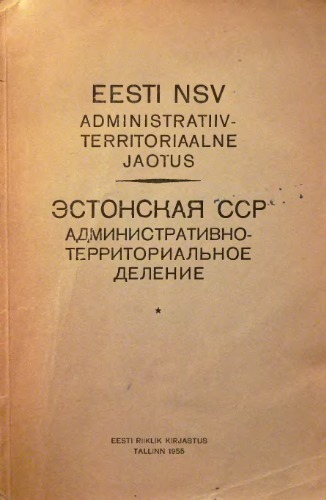 EESTI NSV
ADMINISTRATIIV-
TERRITORIAALNE
JAOTUS
ЭСТОНСКАЯ ССР
АДМИНИСТРАТИВНО-
ТЕРРИТОРИАЛЬНОЕ
ДЕЛЕНИЕ
*
EESTI RIIKLIK KIRJASTUS
TALLINN 1955